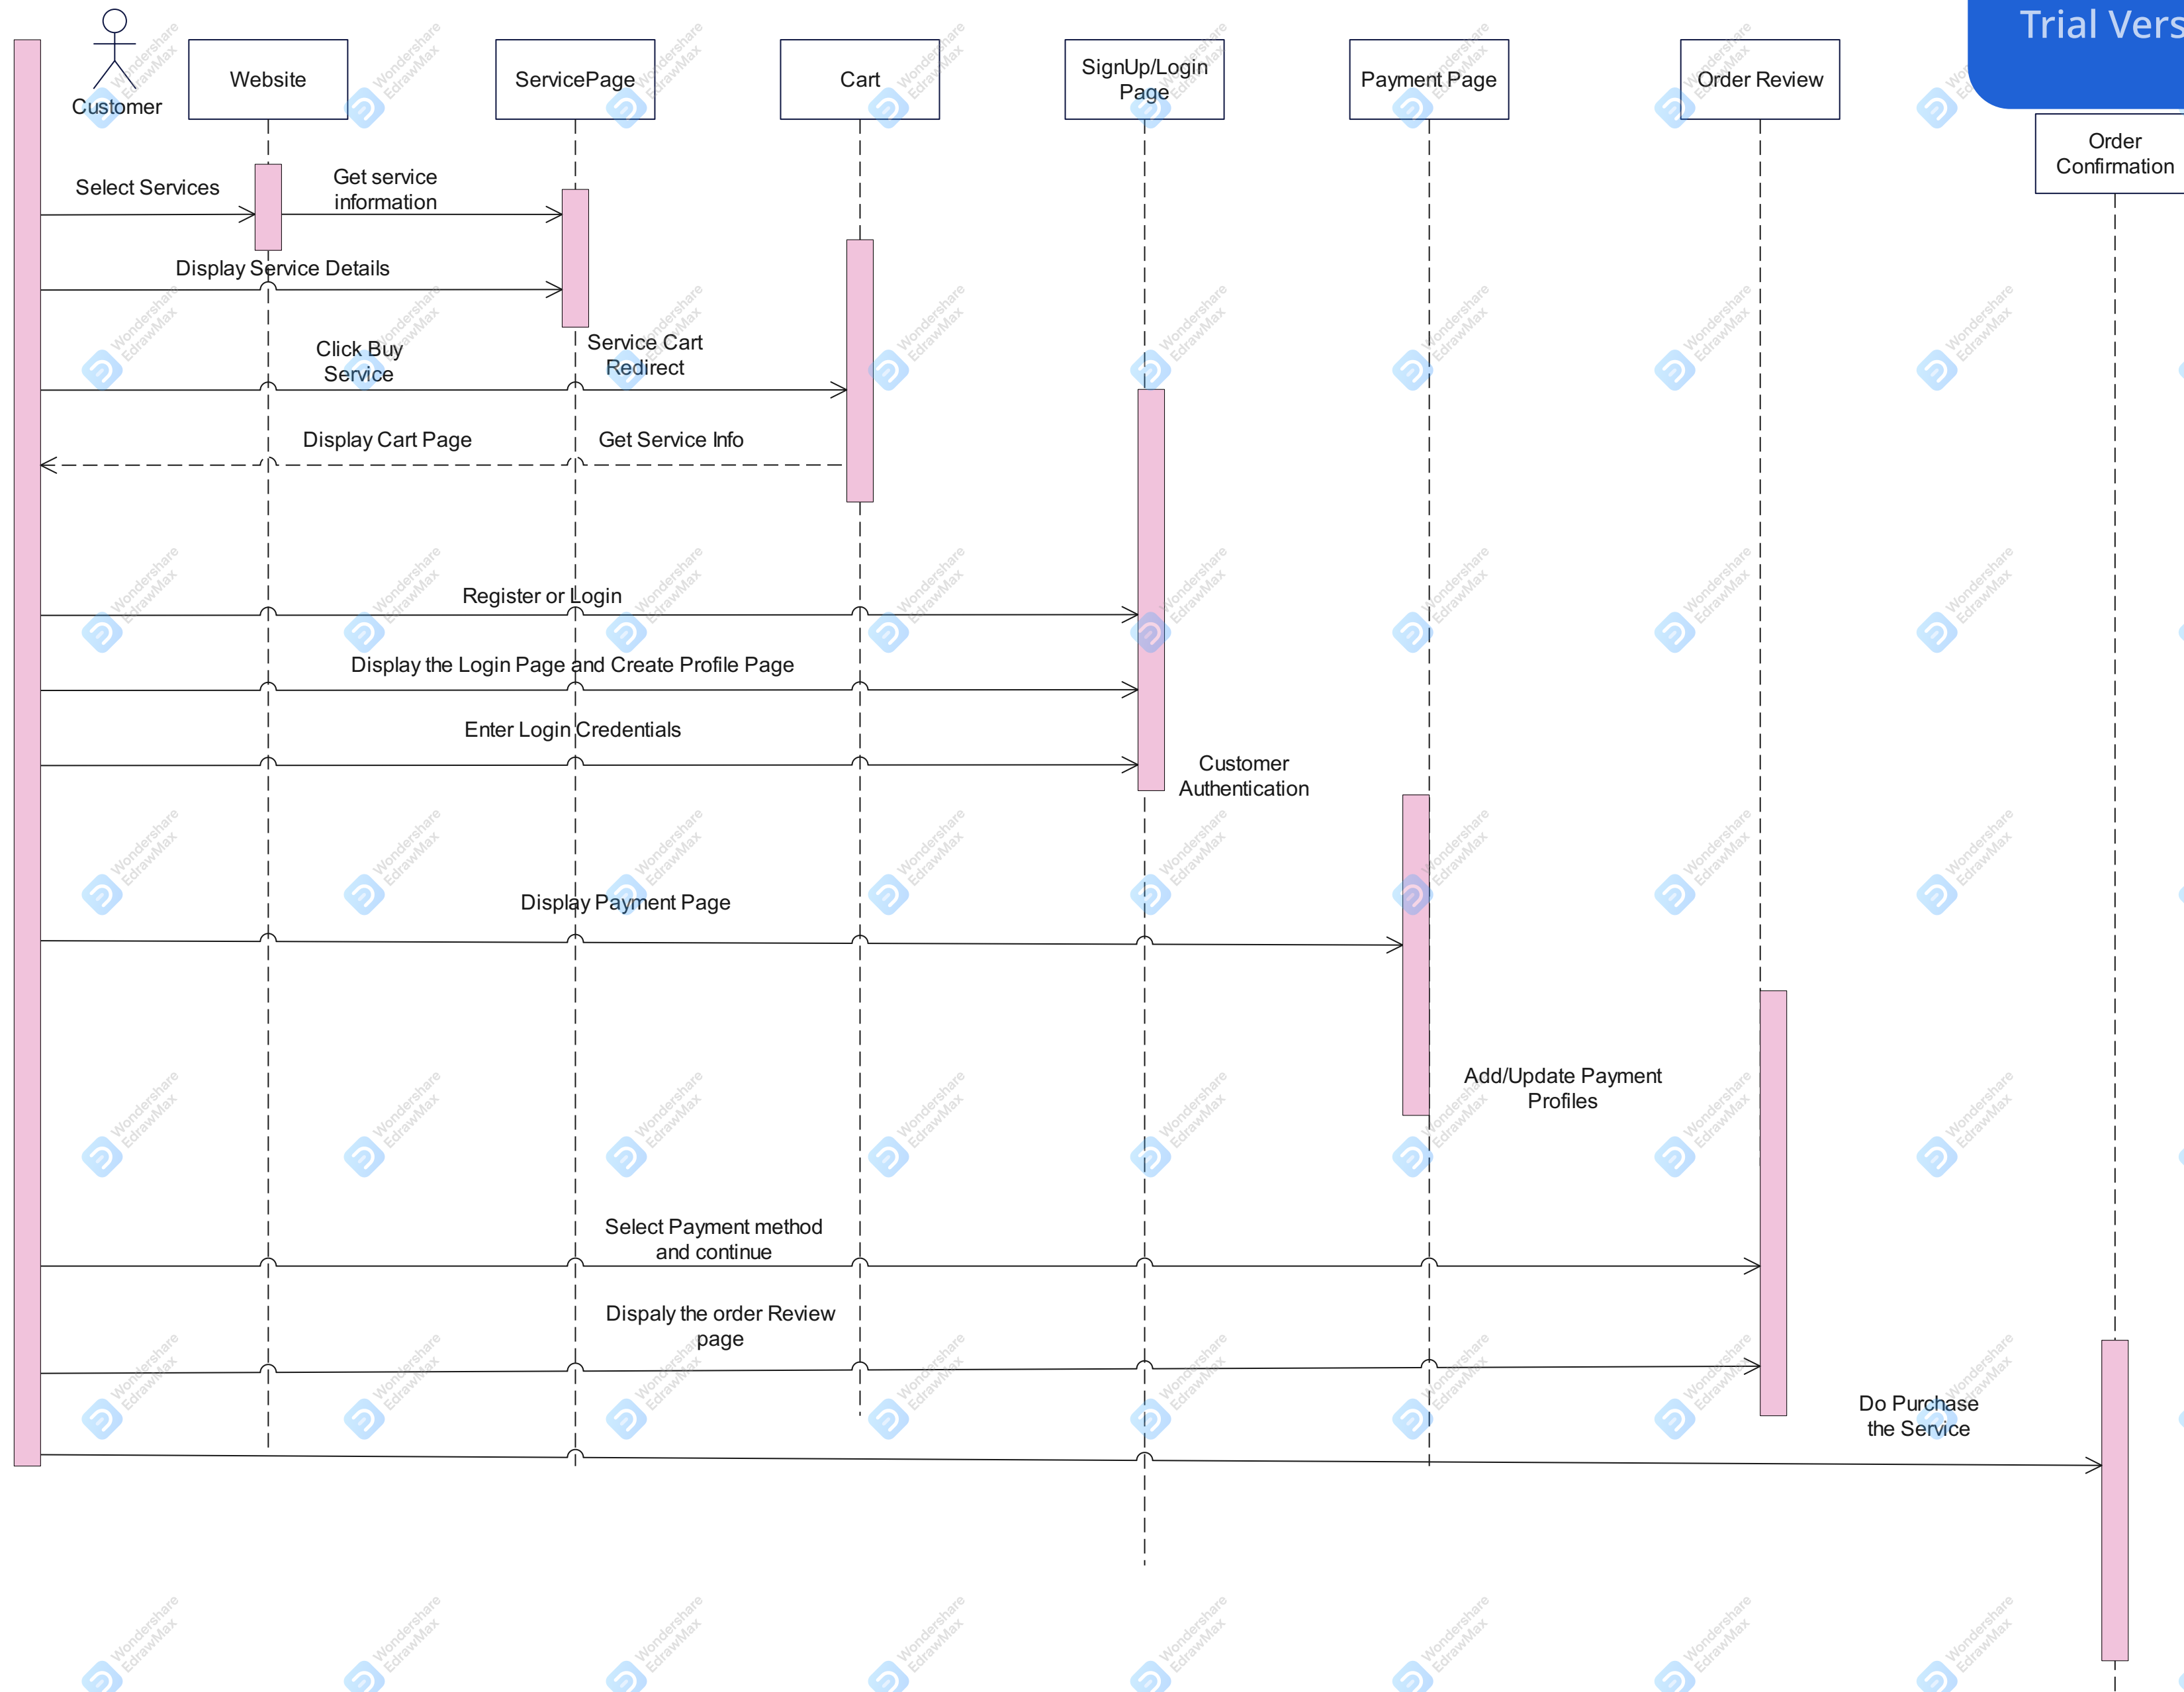 Trial Vers
Customer
Website
ServicePage
Cart
SignUp/Login
Page
Payment Page
Order Review
Order
Confirmation
Select Services
Get service
information
Display Service Details
Click Buy
Service
Service Cart
Redirect
Display Cart Page
Get Service Info
Register or Login
Display the Login Page and Create Profile Page
Enter Login Credentials
Customer
Authentication
Display Payment Page
Add/Update Payment
Profiles
Select Payment method
and continue
Dispaly the order Review
page
Do Purchase
the Service
Wondershare
EdrawMax